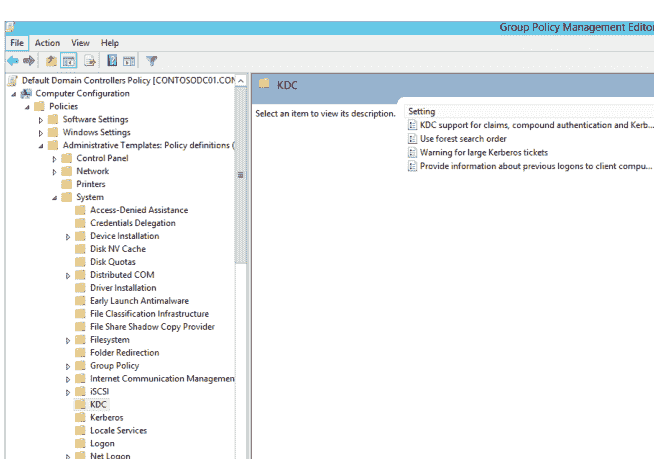 Group Policy Management Editor
File Action View Help
Default Domain Controllers Policy [CONTOSODC01.CON
Computer Configuration
Policies
Software Settings
Windows Settings
Administrative Templates: Policy definitions (
Control Panel
Network
Printers
System
Access-Denied Assistance
Credentials Delegation
Device Installation
Disk NV Cache
Disk Quotas
Distributed COM
Driver Installation
Early Launch Antimalware
File Classification Infrastructure
File Share Shadow Copy Provider
Filesystem
Folder Redirection
Group Policy
Internet Communication Managemen
iSCSI
KDC
Kerberos
Locale Services
Logon
Net Logon
KDC
Select an item to view its description.
Setting
KDC support for claims, compound authentication and Kerb...
Use forest search order
Warning for large Kerberos tickets
Provide information about previous logons to client compu...